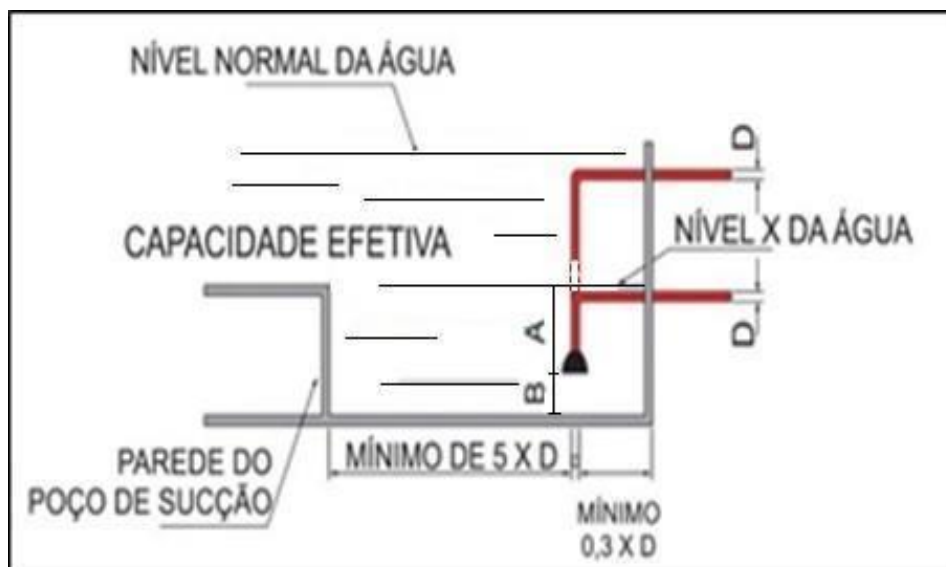 NÍVEL NORMAL DA ÁGUA
D
NÍVEL X DA ÁGUA
CAPACIDADE EFETIVA
A
D
B
MÍNIMO DE 5 X D
PAREDE DO
POÇO DE SUCÇÃO
MÍNIMO
0,3 X D